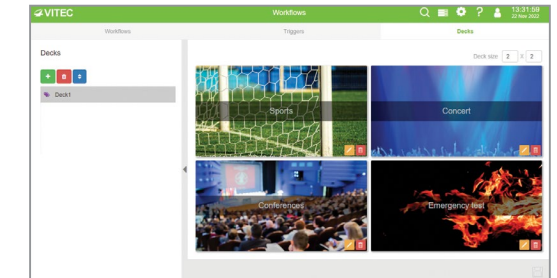 VITEC
Workflows
13:31:59
22 Nov 2022
Workflows
Triggers
Decks
Decks
Deck size 2 x 2
Deck1
Sports
Concert
Conferences
Emergency test